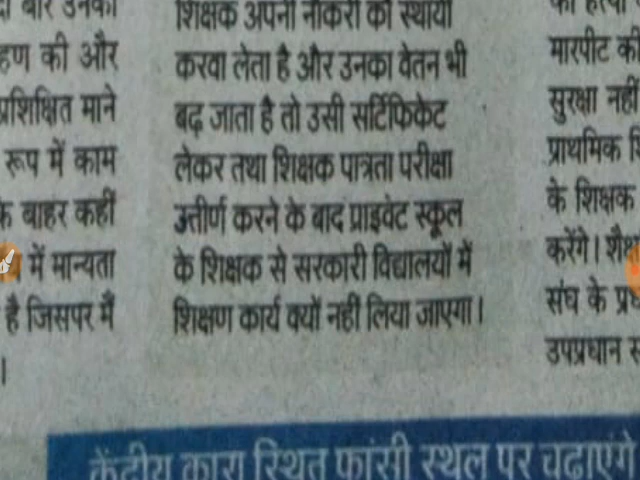 दा बार उनका
हण की और
प्रशिक्षित माने
रूप में काम
के बाहर कहीं
में मान्यता
है जिसपर मैं
।
शिक्षक अपनी नौकरी को स्थायी
करवा लेता है और उनका वेतन भी
बढ़ जाता है तो उसी सर्टिफिकेट
लेकर तथा शिक्षक पात्रता परीक्षा
उत्तीर्ण करने के बाद प्राइवेट स्कूल
के शिक्षक से सरकारी विद्यालयों में
शिक्षण कार्य क्यों नहीं लिया जाएगा।
की हत्या
मारपीट की
सुरक्षा नहीं
प्राथमिक शि
के शिक्षक
करेंगे। शैक्ष
संघ के प्र
उपप्रधान स
केंद्रीय कारा स्थित फांसी स्थल पर चढाएंगे